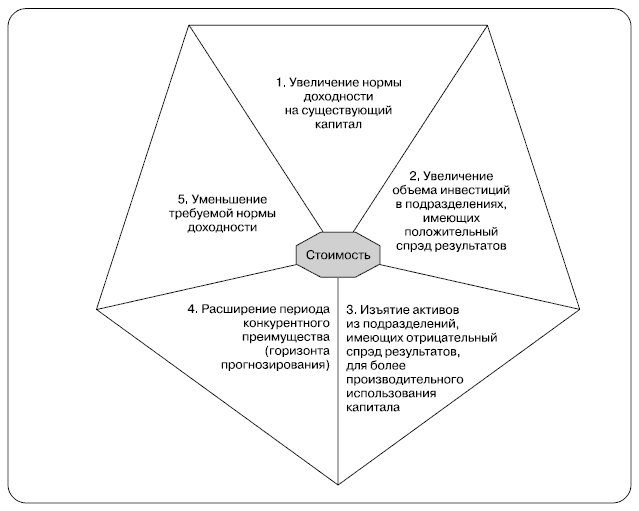 1. Увеличение нормы
доходности
на существующий
капитал
2, Увеличение
объема инвестиций
в подразделениях,
имеющих
положительный
спрэд результатов
3. Изъятие активов
из подразделений,
имеющих отрицательный
спрэд результатов,
для более
производительного
использования
капитала
4. Расширение периода
конкурентного
преимущества
(горизонта
прогнозирования)
5, Уменьшение
требуемой нормы
доходности
Стоимость